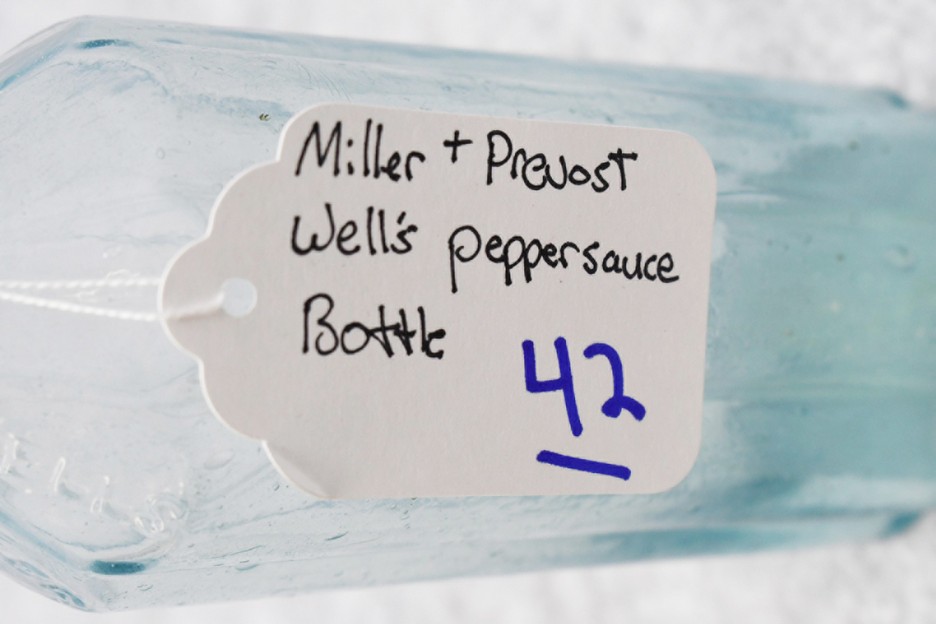 Miller + Prevost
Well's peppersauce
Bottle
42